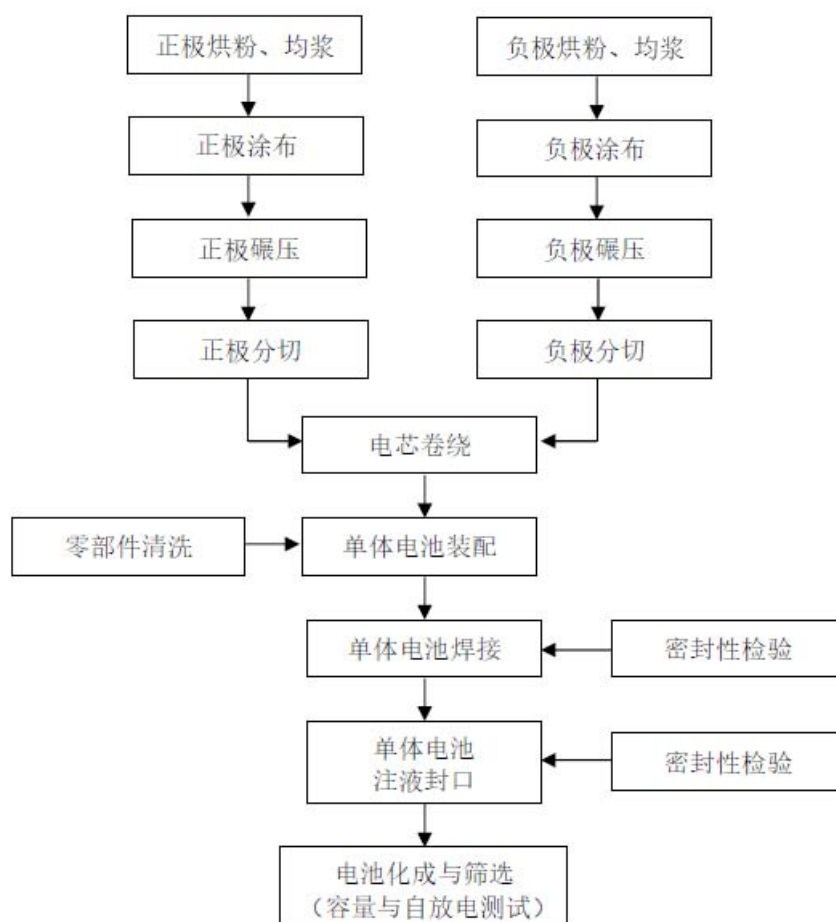 正极烘粉、均浆
负极烘粉、均浆
正极涂布
负极涂布
正极碾压
负极碾压
正极分切
负极分切
电芯卷绕
零部件清洗
单体电池装配
单体电池焊接
密封性检验
单体电池
注液封口
密封性检验
电池化成与筛选
（容量与自放电测试）